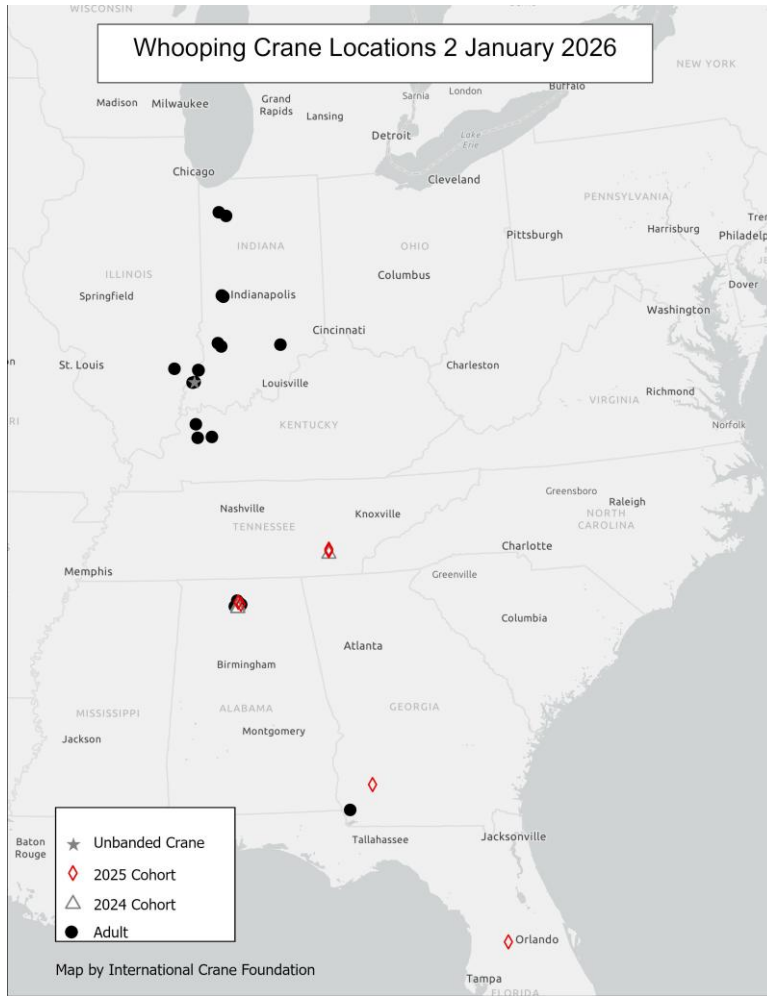 WISCONSIN
Whooping Crane Locations 2 January 2026
NEW YORK
Madison
Milwaukee
Grand
Rapids
Lansing
Sarnia
London
Buffalo
Detroit
Lake
Erie
Chicago
Cleveland
PENNSYLVANIA
INDIANA
OHIO
Pittsburgh
Harrisburg
Philadelp
ILLINOIS
Columbus
Springfield
Indianapolis
Dover
Washington
Cincinnati
St. Louis
Charleston
Louisville
Richmond
VIRGINIA
KENTUCKY
Norfolk
Nashville
Knoxville
Greensboro
Raleigh
TENNESSEE
NORTH
CAROLINA
Charlotte
Memphis
Greenville
Columbia
Atlanta
Birmingham
MISSISSIPPI
ALABAMA
GEORGIA
Jackson
Montgomery
Baton
Rouge
Tallahassee
Jacksonville
Unbanded Crane
2025 Cohort
2024 Cohort
Adult
Orlando
Map by International Crane Foundation
Tampa
FLORIDA